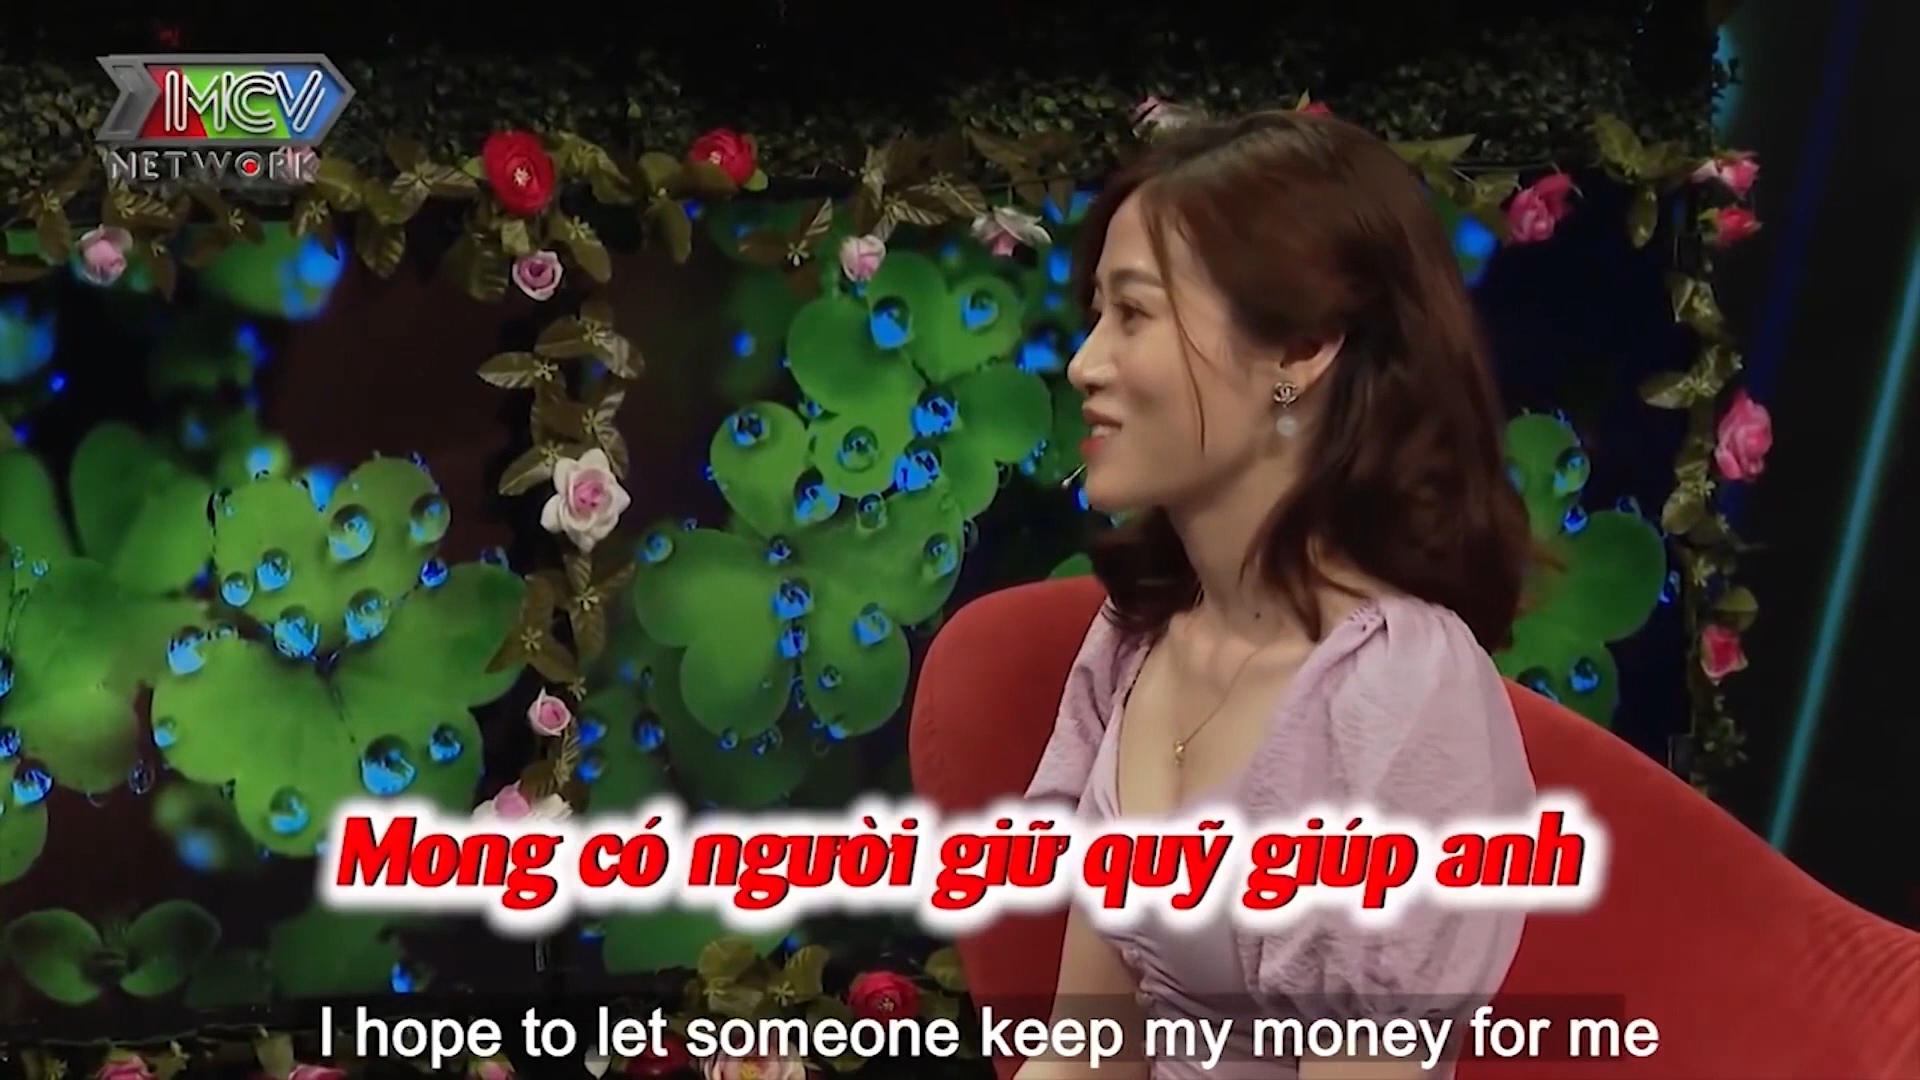 MCV
NETWORK
Mong có người giữ quỹ giúp anh
I hope to let someone keep my money for me